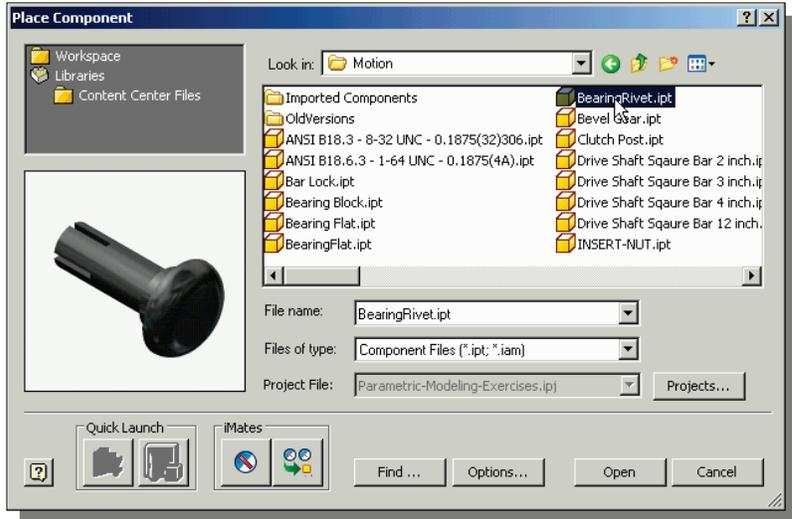 Place Component
Workspace
Libraries
Content Center Files
Look in:
Motion
Imported Components
OldVersions
ANSI B18.3 - 8-32 UNC - 0.1875(32)306.ipt
ANSI B18.6.3 - 1-64 UNC - 0.1875(4A).ipt
Bar Lock.ipt
Bearing Block.ipt
Bearing Flat.ipt
BearingFlat.ipt
BearingRivet.ipt
Bevel Gear.ipt
Clutch Post.ipt
Drive Shaft Sqaure Bar 2 inch.ip
Drive Shaft Sqaure Bar 3 inch.ip
Drive Shaft Sqaure Bar 4 inch.ip
Drive Shaft Sqaure Bar 12 inch.
INSERT-NUT.ipt
File name:
BearingRivet.ipt
Files of type:
Component Files (*.ipt; *.iam)
Project File:
Parametric-Modeling-Exercises.ipj
Projects...
Quick Launch
iMates
Find ...
Options...
Open
Cancel